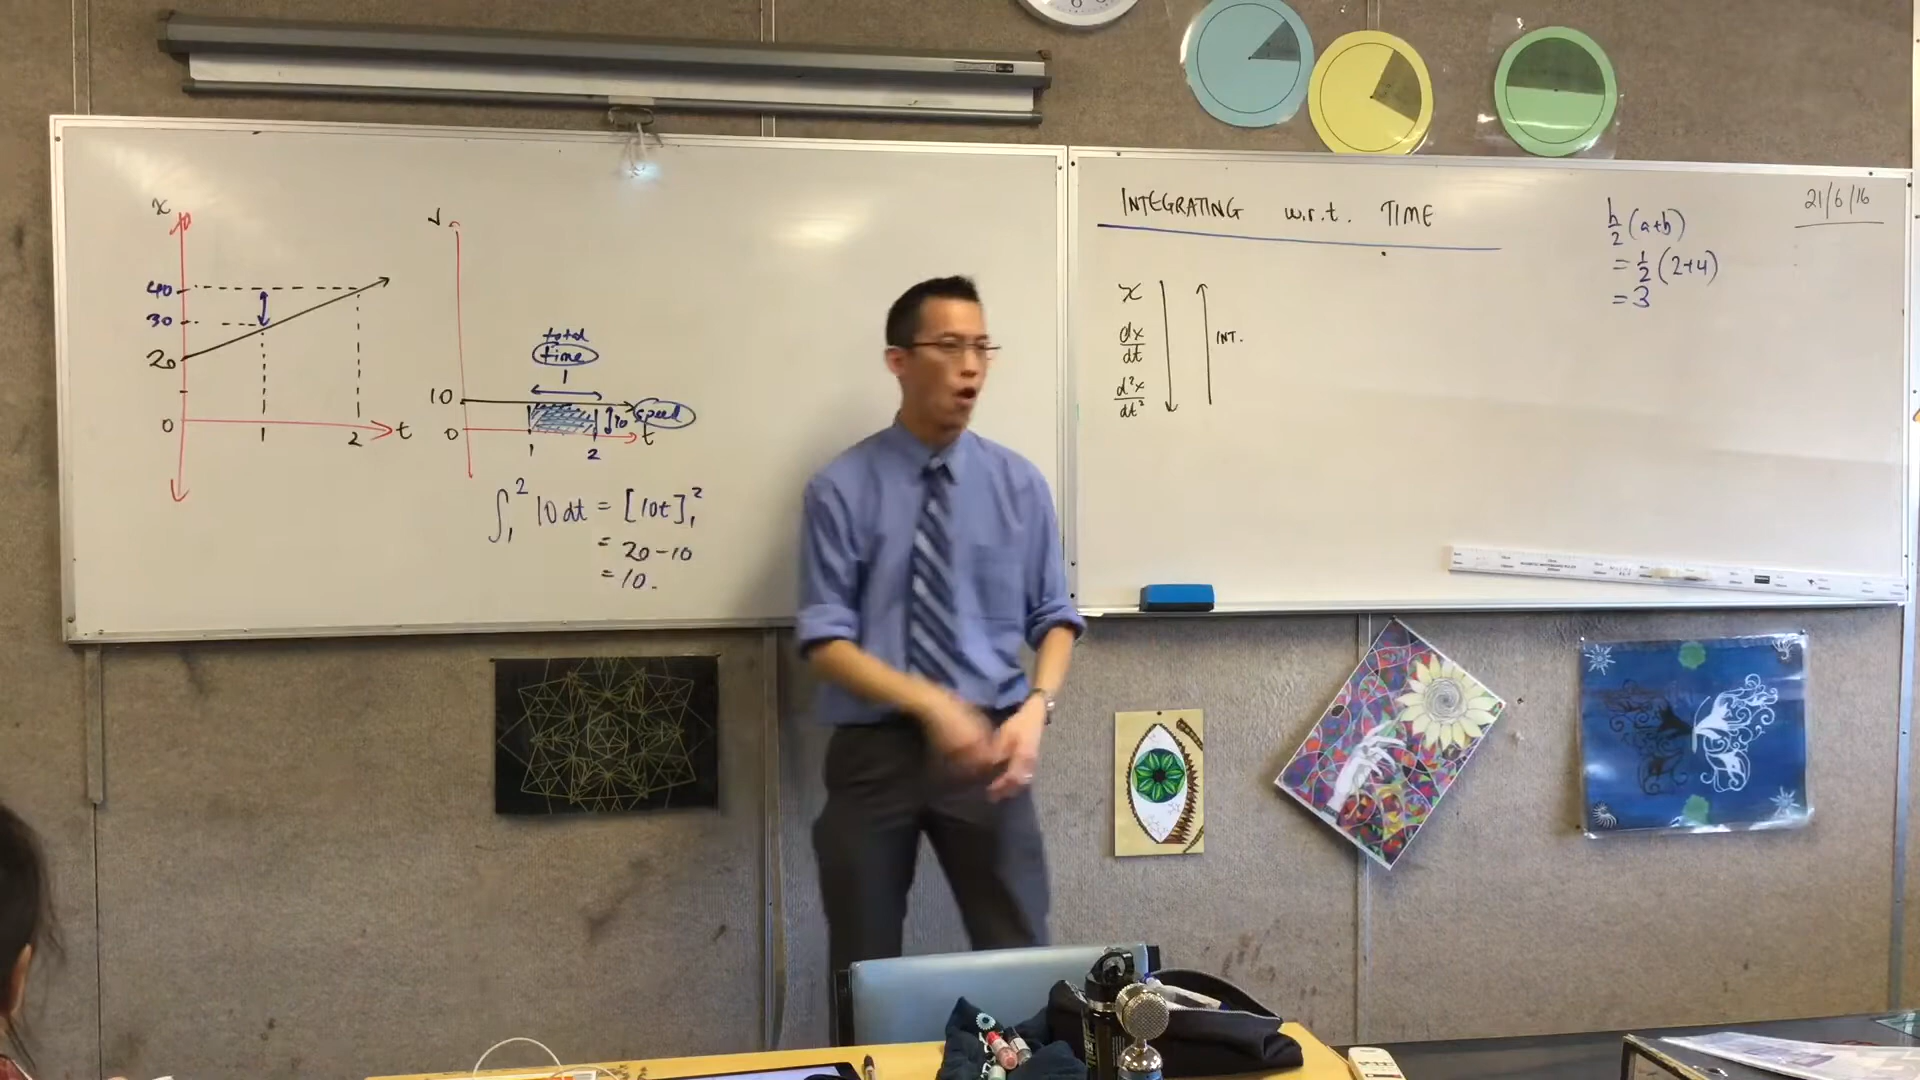 x
40
30
20
0
1
2
t
v
total
time
1
10
10
speed
0
t
1
2
∫₁² 10 dt = [10t]₁²
= 20 - 10
= 10.
INTEGRATING w.r.t. TIME
x
dx/dt
d²x/dt²
INT.
h/2 (a+b)
= 1/2 (2+4)
= 3
21/6/16